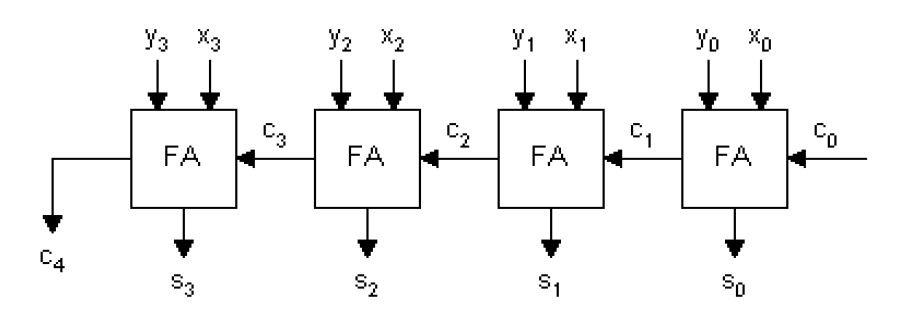 y₃ x₃ y₂ x₂ y₁ x₁ y₀ x₀
c₃ c₂ c₁ c₀
FA FA FA FA
c₄
s₃ s₂ s₁ s₀